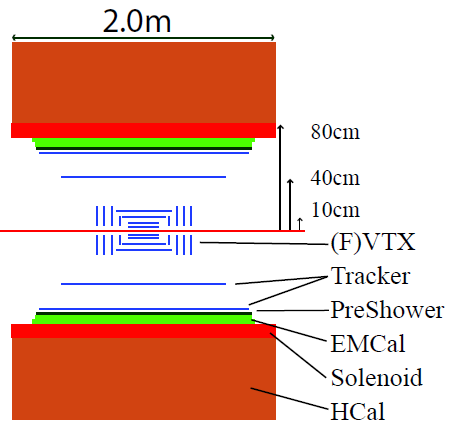 2.0m
80cm
40cm
10cm
(F)VTX
Tracker
PreShower
EMCal
Solenoid
HCal